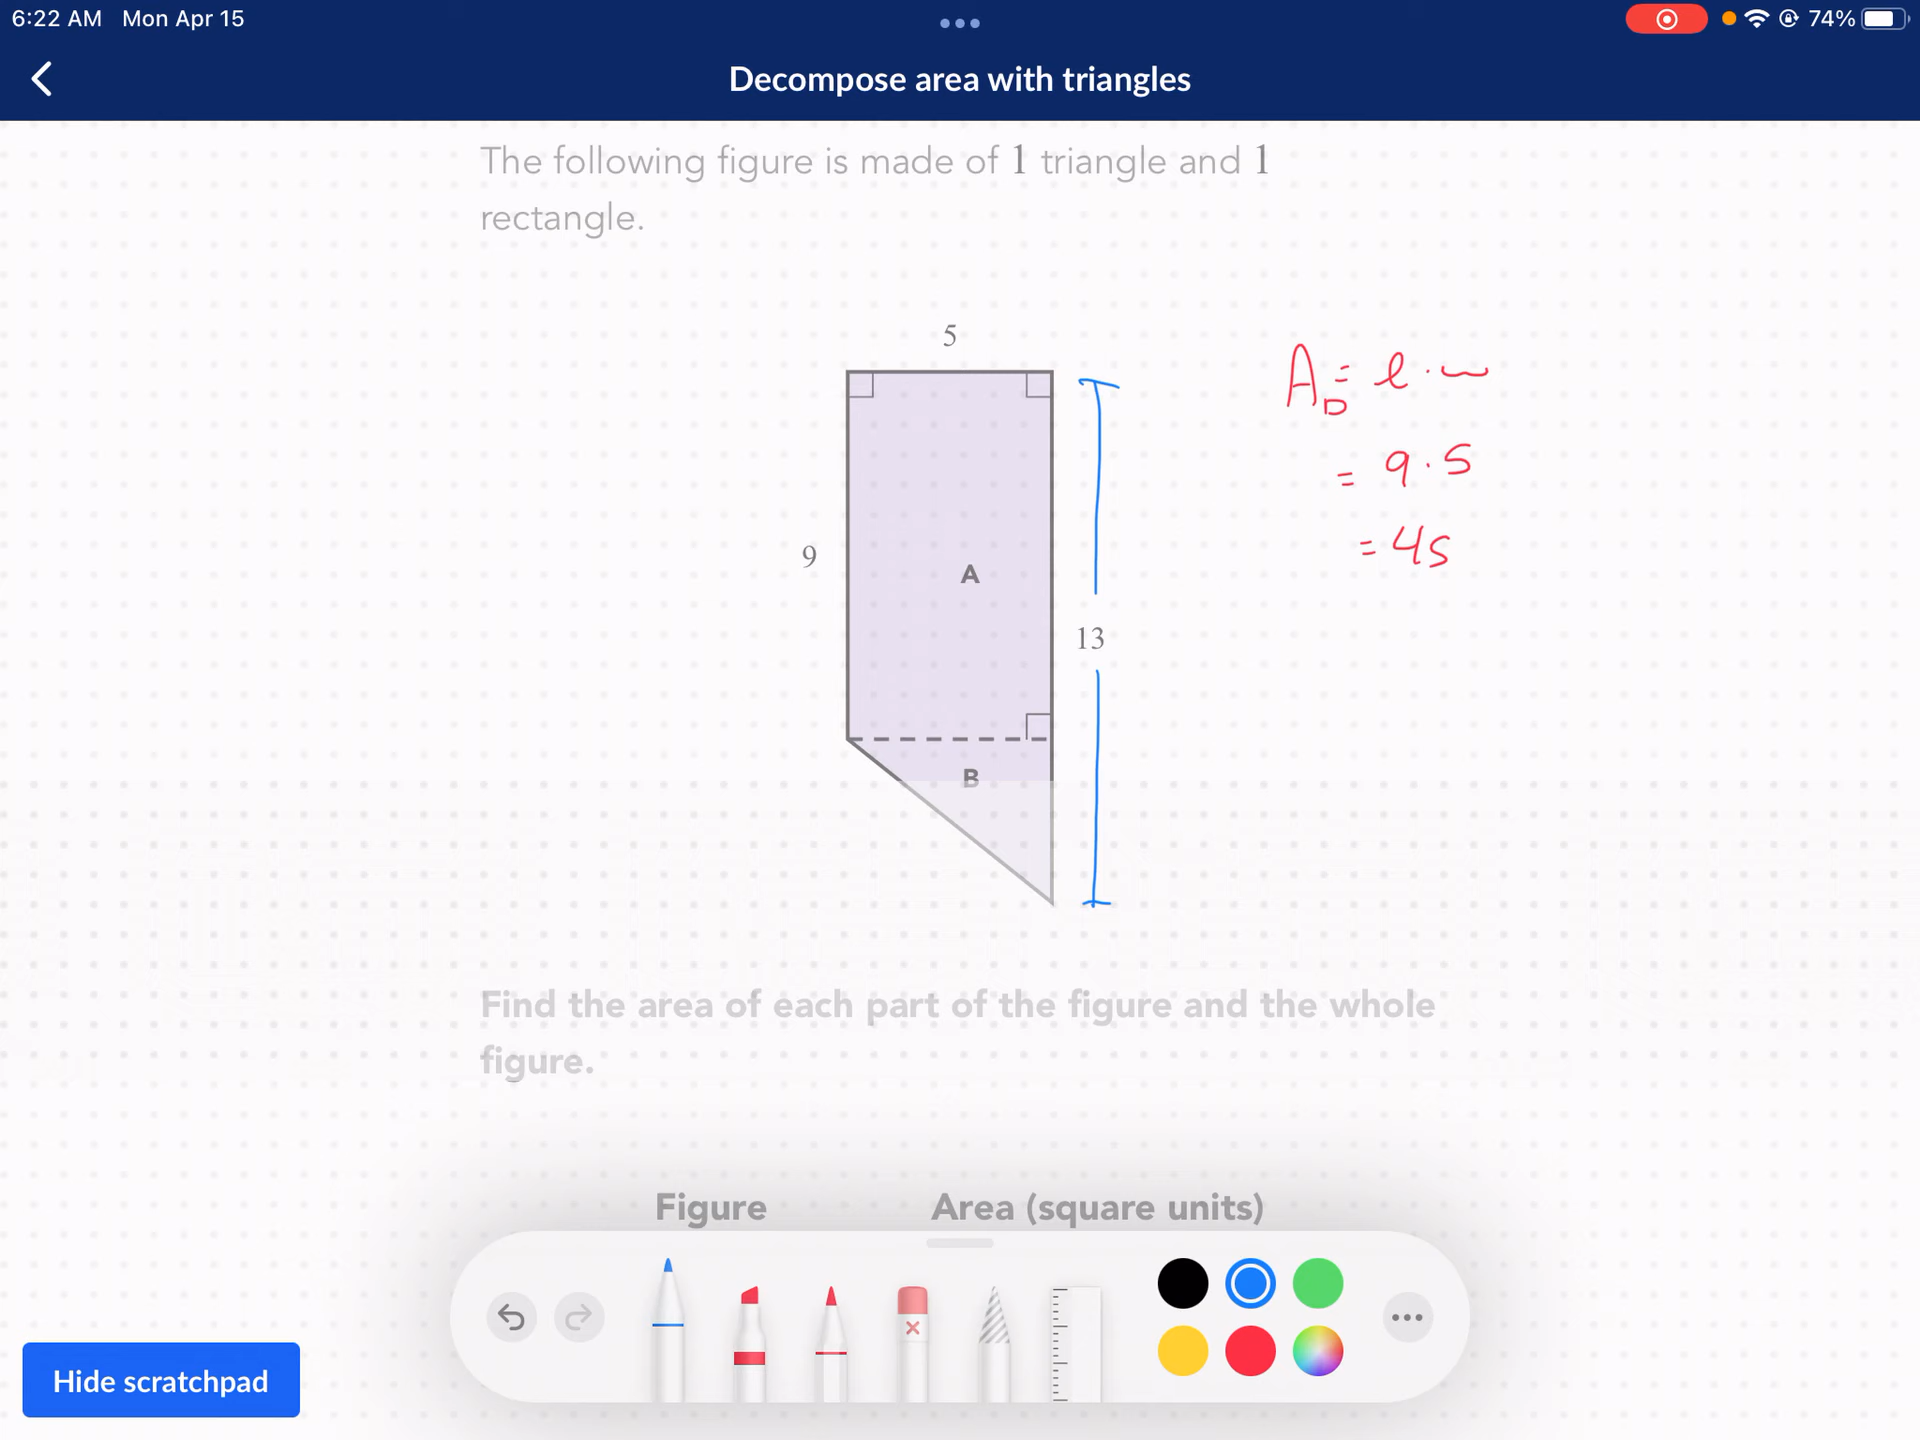 6:22 AM Mon Apr 15
74%
Decompose area with triangles
The following figure is made of 1 triangle and 1
rectangle.
5
A▭ = l · w
= 9 · 5
= 45
9
A
13
B
Find the area of each part of the figure and the whole
figure.
Figure Area (square units)
Hide scratchpad